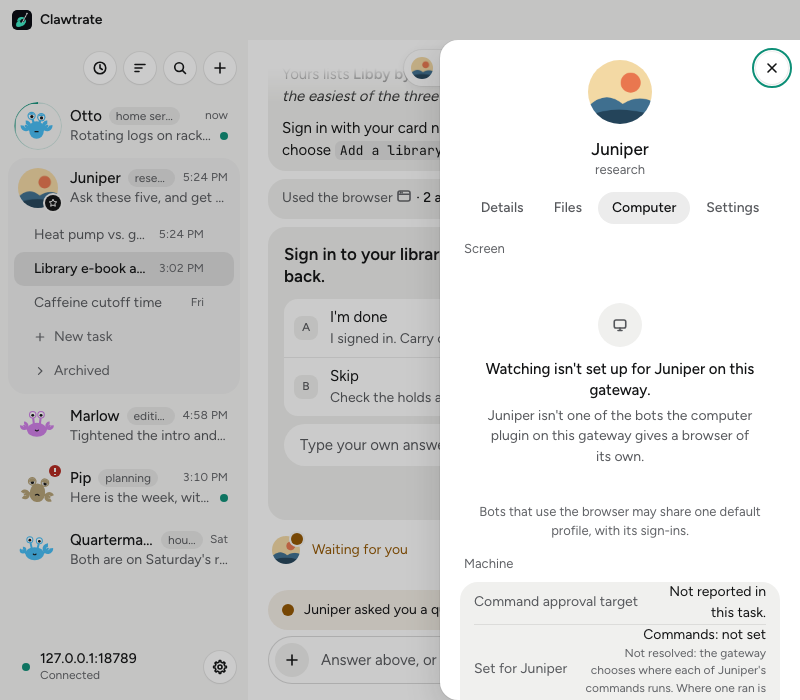 Clawtrate
Otto home ser... now
Rotating logs on rack...
Juniper rese... 5:24 PM
Ask these five, and get ...
Heat pump vs. g... 5:24 PM
Library e-book a... 3:02 PM
Caffeine cutoff time Fri
New task
Archived
Marlow editi... 4:58 PM
Tightened the intro and...
Pip planning 3:10 PM
Here is the week, wit...
Quarterma... hou... Sat
Both are on Saturday's r...
127.0.0.1:18789
Connected
Yours lists Libby by
the easiest of the three
Sign in with your card n
choose Add a library
Used the browser · 2 a
Sign in to your librar
back.
A I'm done
I signed in. Carry o
B Skip
Check the holds a
Type your own answe
Waiting for you
Juniper asked you a q
Answer above, or
Juniper
research
Details Files Computer Settings
Screen
Watching isn't set up for Juniper on this
gateway.
Juniper isn't one of the bots the computer
plugin on this gateway gives a browser of
its own.
Bots that use the browser may share one default
profile, with its sign-ins.
Machine
Command approval target Not reported in
this task.
Commands: not set
Set for Juniper
Not resolved: the gateway
chooses where each of Juniper's
commands runs. Where one ran is